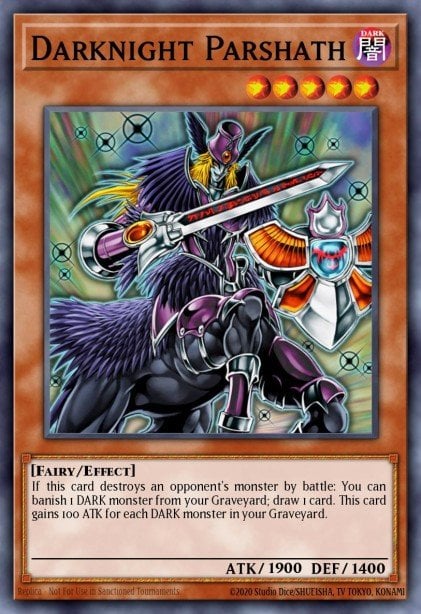 DARKNIGHT PARSHATH
DARK
闇
[FAIRY/EFFECT]
If this card destroys an opponent's monster by battle: You can
banish 1 DARK monster from your Graveyard; draw 1 card. This card
gains 100 ATK for each DARK monster in your Graveyard.
ATK/1900 DEF/1400
Replica - Not For Use in Sanctioned Tournaments
©2020 Studio Dice/SHUEISHA, TV TOKYO, KONAMI